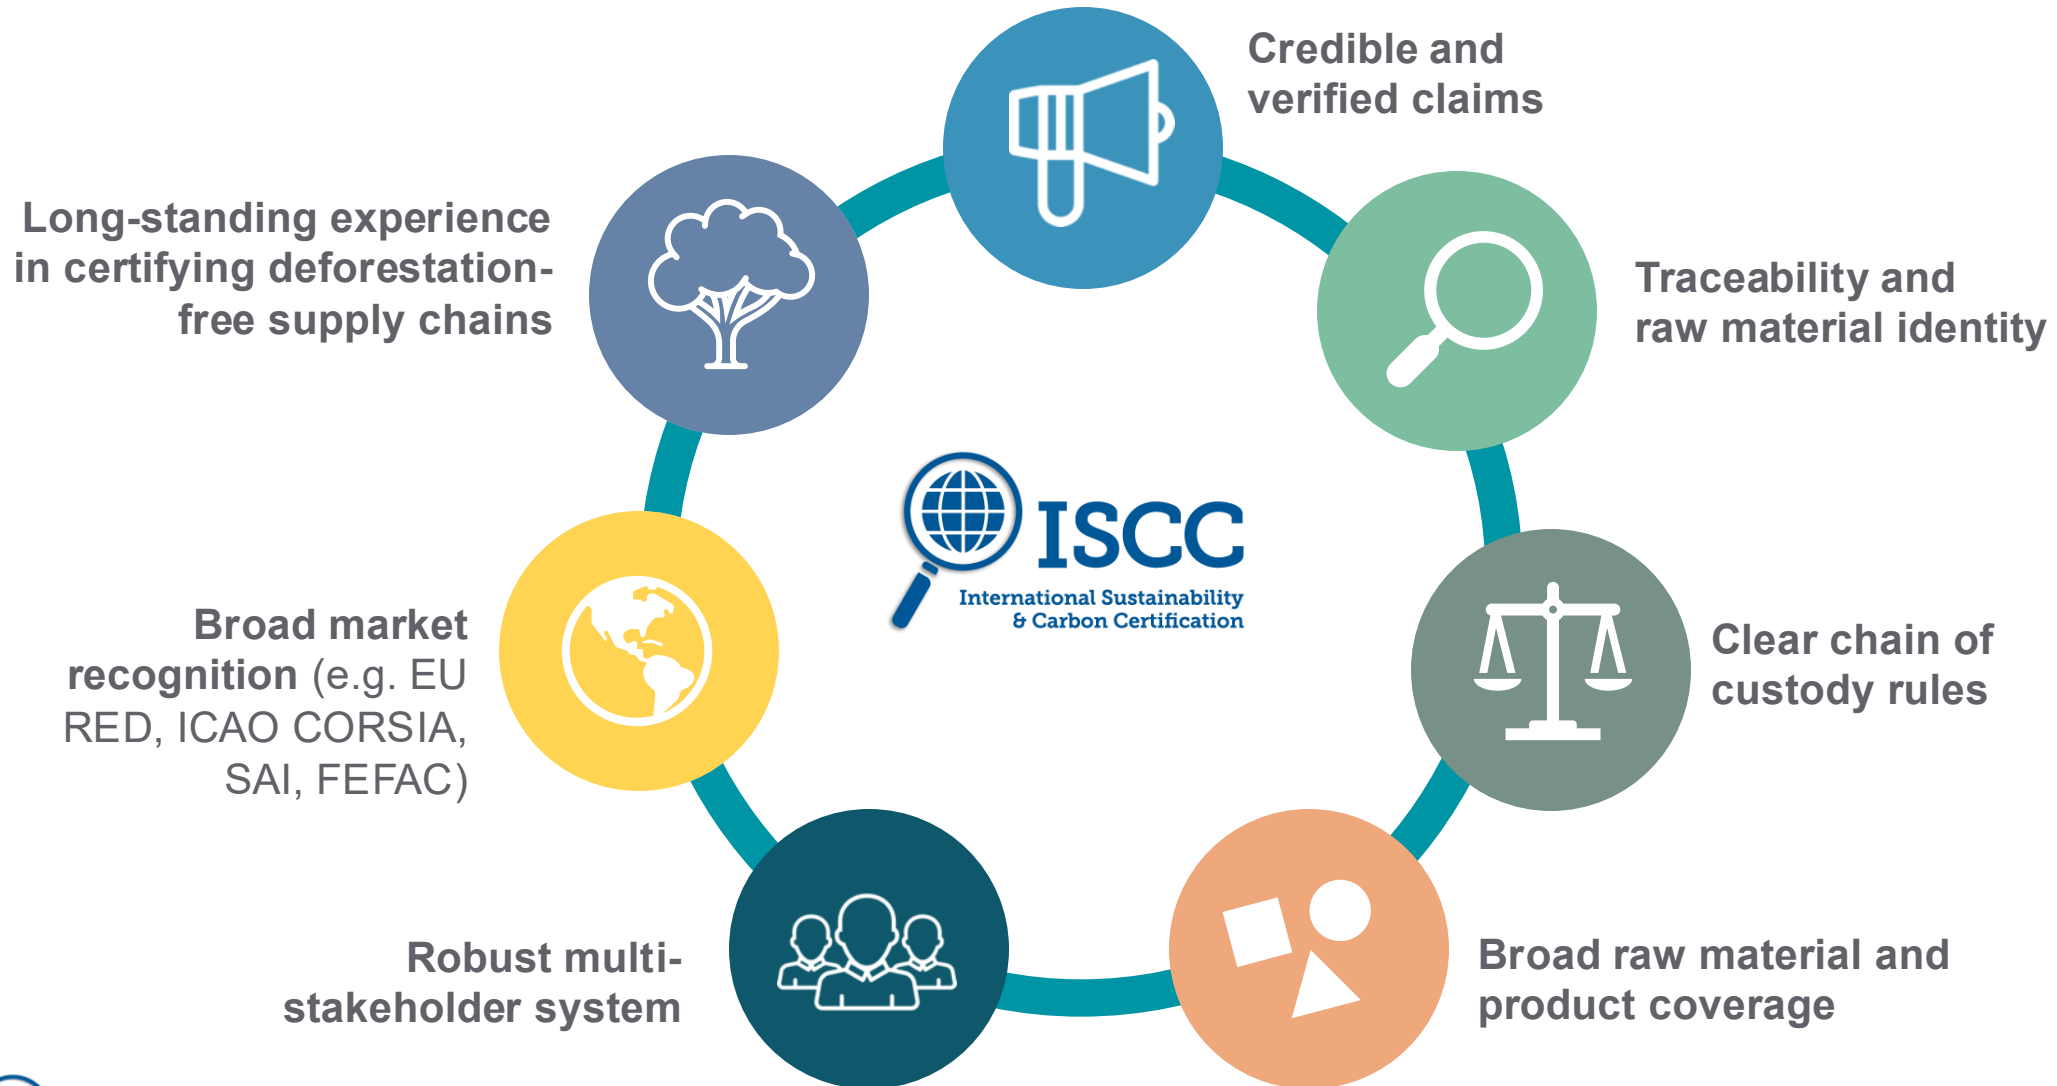 Credible and
verified claims
Traceability and
raw material identity
Clear chain of
custody rules
Broad raw material and
product coverage
Robust multi-
stakeholder system
Broad market
recognition (e.g. EU
RED, ICAO CORSIA,
SAI, FEFAC)
Long-standing experience
in certifying deforestation-
free supply chains
ISCC
International Sustainability
& Carbon Certification